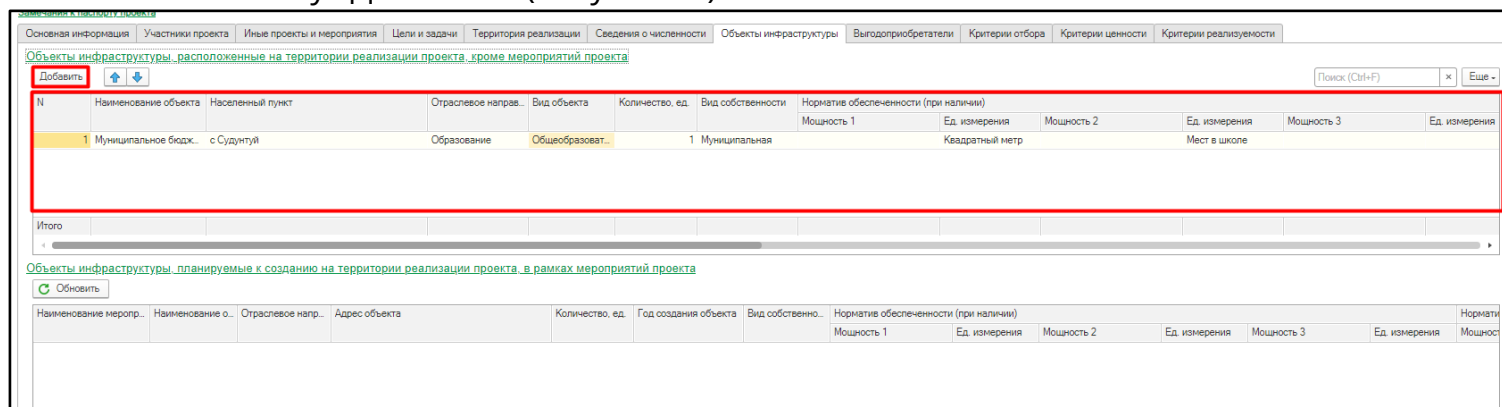 Замечания к паспорту проекта
Основная информация Участники проекта Иные проекты и мероприятия Цели и задачи Территория реализации Сведения о численности Объекты инфраструктуры Выгодоприобретатели Критерии отбора Критерии ценности Критерии реализуемости
Объекты инфраструктуры, расположенные на территории реализации проекта, кроме мероприятий проекта
Добавить Поиск (Ctrl+F) × Еще
N Наименование объекта Населенный пункт Отраслевое направ... Вид объекта Количество, ед. Вид собственности Норматив обеспеченности (при наличии)
Мощность 1 Ед. измерения Мощность 2 Ед. измерения Мощность 3 Ед. измерения
1 Муниципальное бюдж... с Судунтуй Образование Общеобразоват... 1 Муниципальная Квадратный метр Мест в школе
Итого
Объекты инфраструктуры, планируемые к созданию на территории реализации проекта, в рамках мероприятий проекта
Обновить
Наименование меропр... Наименование о... Отраслевое напр... Адрес объекта Количество, ед. Год создания объекта Вид собственно... Норматив обеспеченности (при наличии) Нормати
Мощность 1 Ед. измерения Мощность 2 Ед. измерения Мощность 3 Ед. измерения Мощност